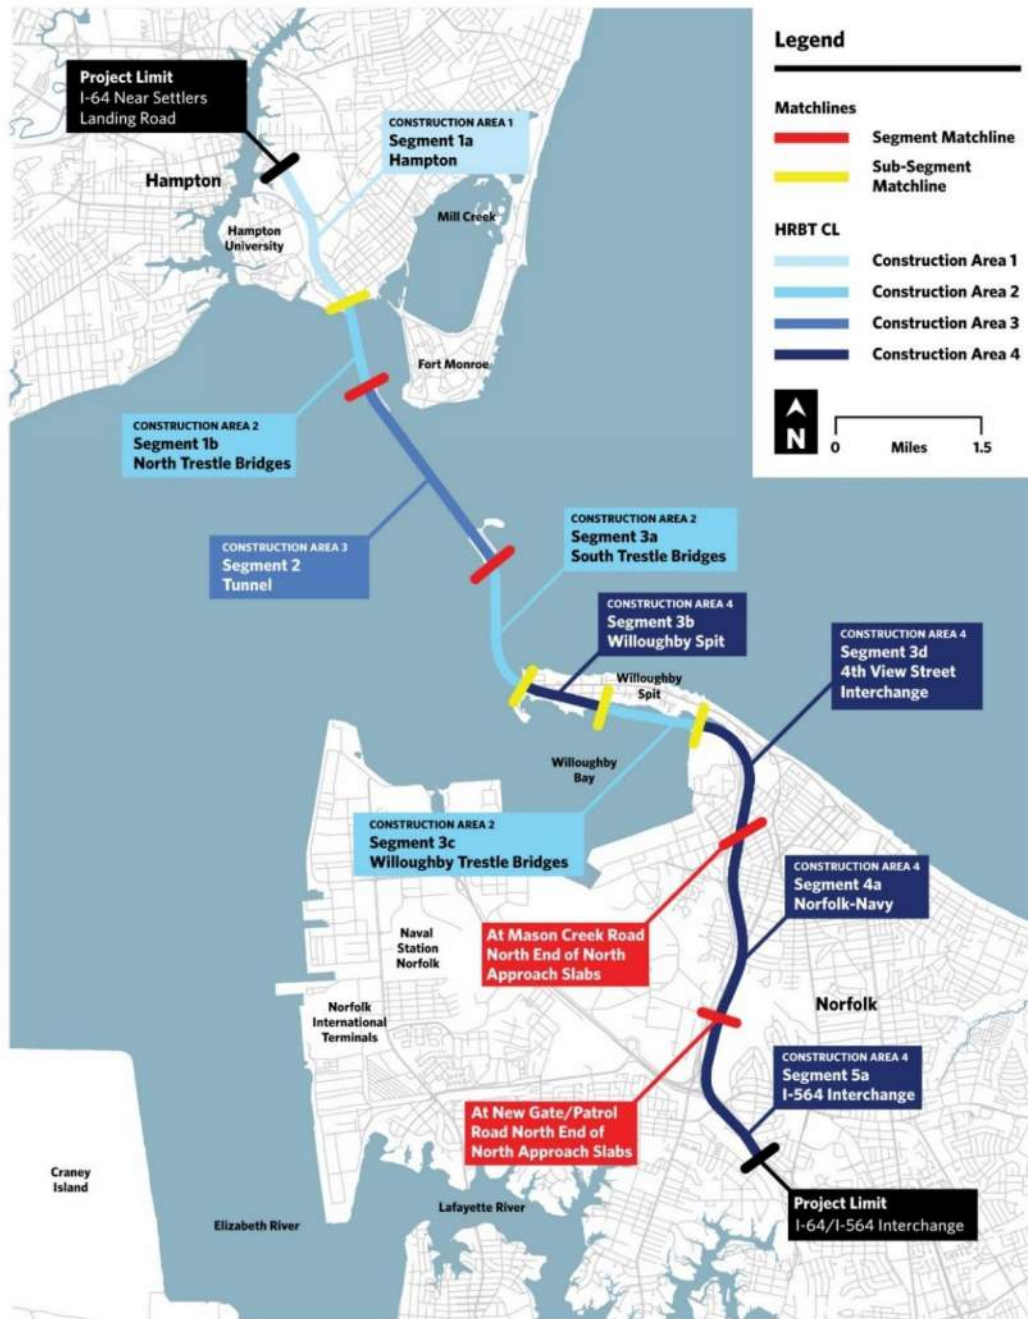 Legend
Matchlines
Segment Matchline
Sub-Segment
Matchline
HRBT CL
Construction Area 1
Construction Area 2
Construction Area 3
Construction Area 4
N
0 Miles 1.5
Project Limit
I-64 Near Settlers
Landing Road
CONSTRUCTION AREA 1
Segment 1a
Hampton
Hampton
Hampton
University
Mill Creek
Fort Monroe
CONSTRUCTION AREA 2
Segment 1b
North Trestle Bridges
CONSTRUCTION AREA 3
Segment 2
Tunnel
CONSTRUCTION AREA 2
Segment 3a
South Trestle Bridges
CONSTRUCTION AREA 4
Segment 3b
Willoughby Spit
CONSTRUCTION AREA 4
Segment 3d
4th View Street
Interchange
Willoughby
Spit
Willoughby
Bay
CONSTRUCTION AREA 2
Segment 3c
Willoughby Trestle Bridges
CONSTRUCTION AREA 4
Segment 4a
Norfolk-Navy
At Mason Creek Road
North End of North
Approach Slabs
Naval
Station
Norfolk
Norfolk
International
Terminals
Norfolk
CONSTRUCTION AREA 4
Segment 5a
I-564 Interchange
At New Gate/Patrol
Road North End of
North Approach Slabs
Craney
Island
Elizabeth River
Lafayette River
Project Limit
I-64/I-564 Interchange